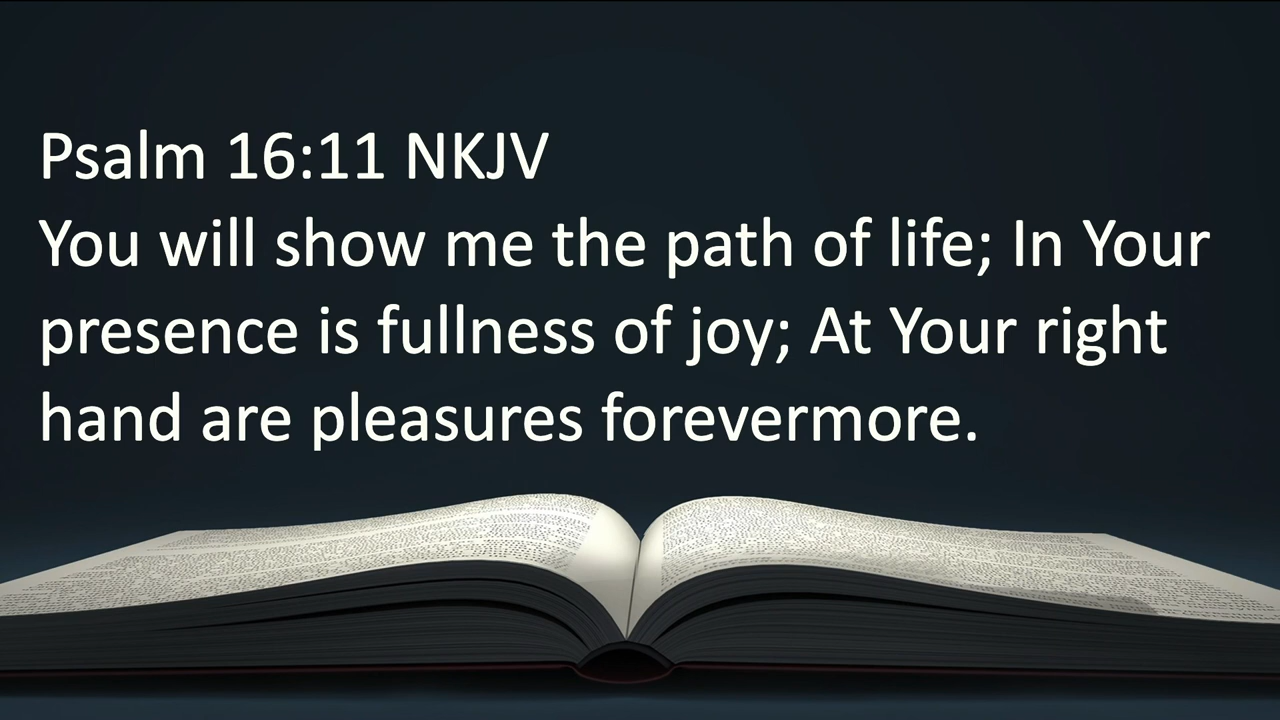 Psalm 16:11 NKJV
You will show me the path of life; In Your
presence is fullness of joy; At Your right
hand are pleasures forevermore.